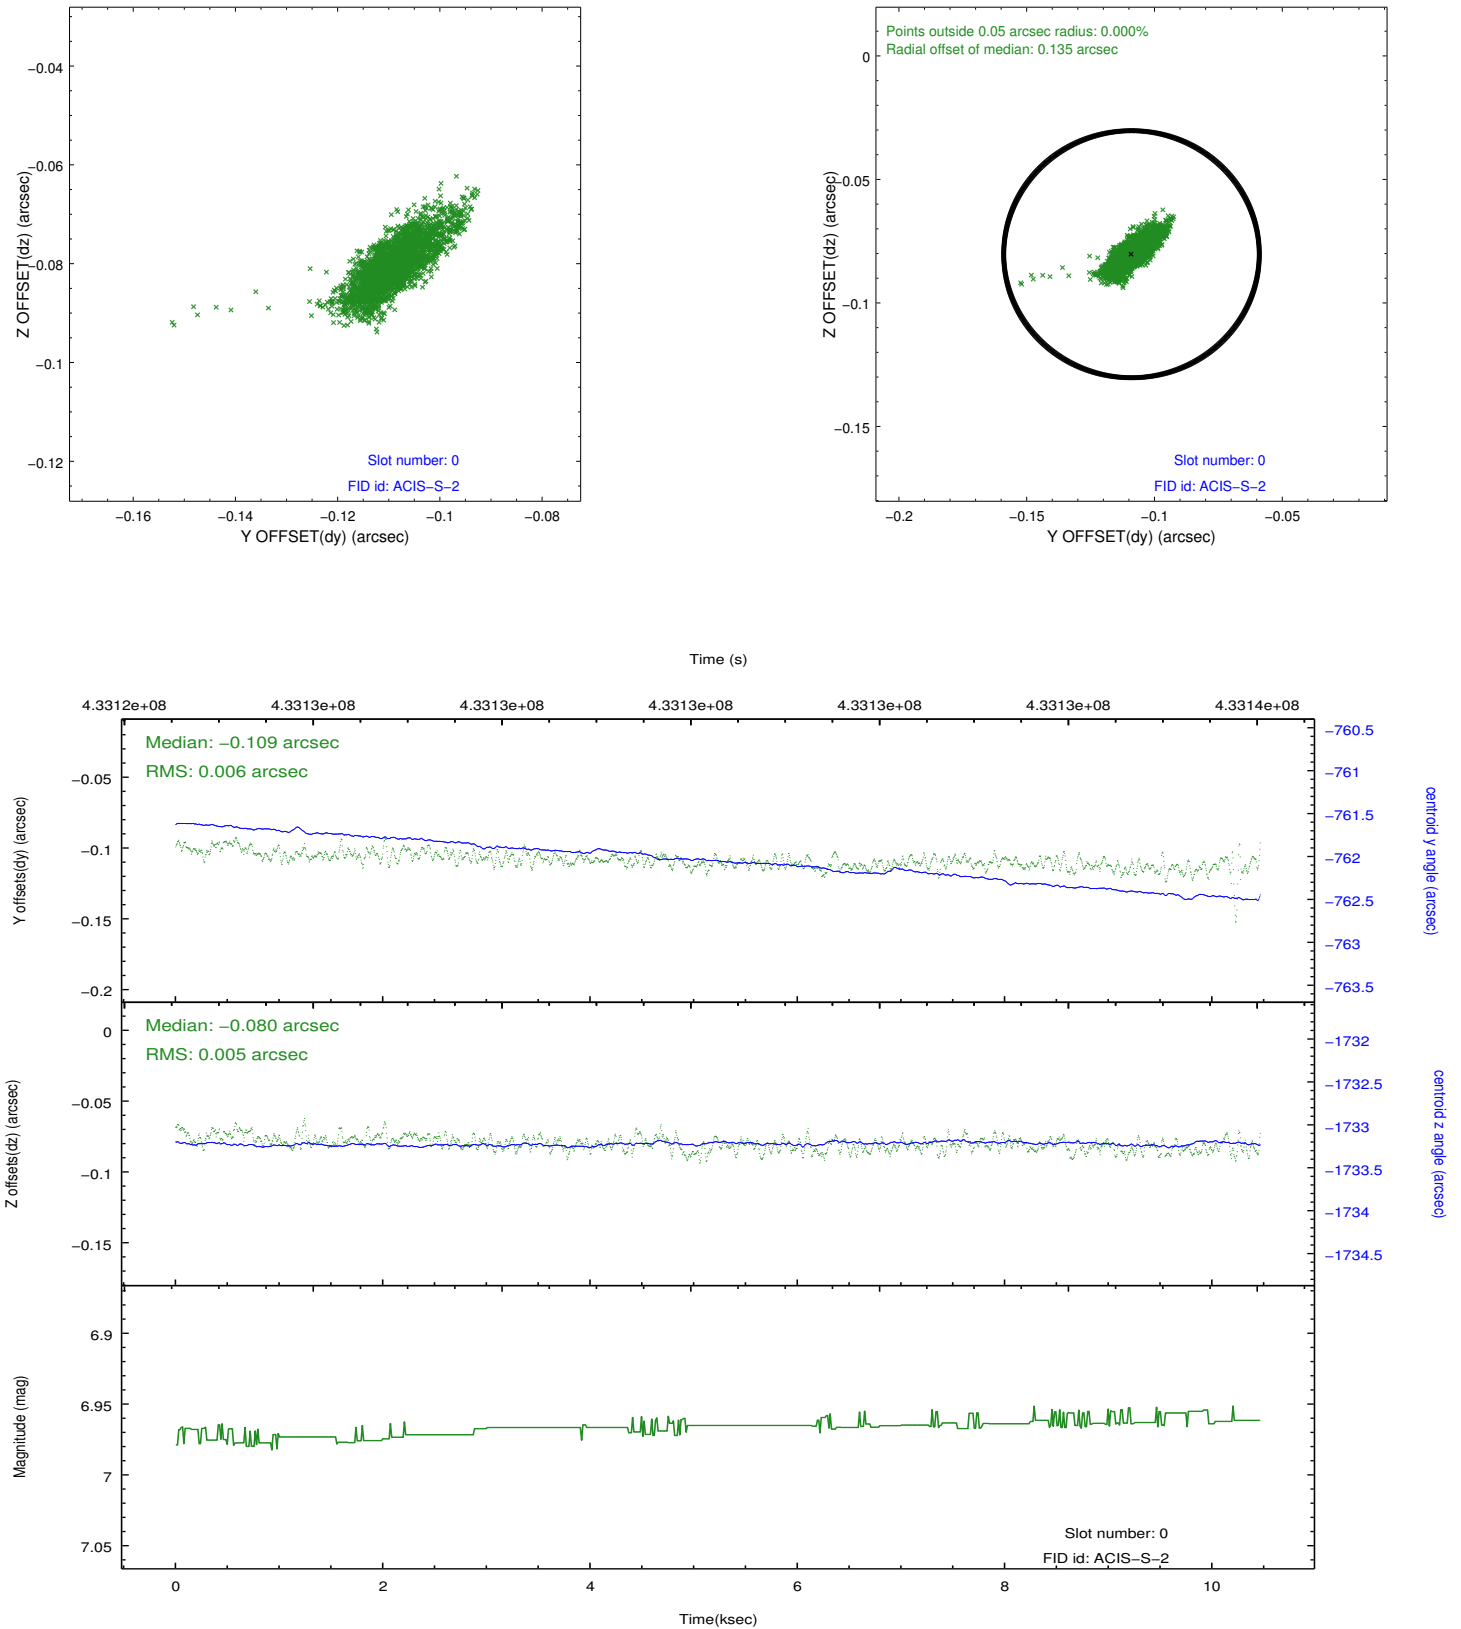 −0.04
−0.06
−0.08
−0.1
−0.12
Z OFFSET(dz) (arcsec)
Slot number: 0
FID id: ACIS−S−2
−0.16
−0.14
−0.12
−0.1
−0.08
Y OFFSET(dy) (arcsec)
Points outside 0.05 arcsec radius: 0.000%
Radial offset of median: 0.135 arcsec
0
−0.05
−0.1
−0.15
Z OFFSET(dz) (arcsec)
Slot number: 0
FID id: ACIS−S−2
−0.2
−0.15
−0.1
−0.05
Y OFFSET(dy) (arcsec)
Time (s)
4.3312e+08
4.3313e+08
4.3313e+08
4.3313e+08
4.3313e+08
4.3313e+08
4.3314e+08
Median: −0.109 arcsec
RMS: 0.006 arcsec
−0.05
−0.1
−0.15
−0.2
Y offsets(dy) (arcsec)
−760.5
−761
−761.5
−762
−762.5
−763
−763.5
centroid y angle (arcsec)
Median: −0.080 arcsec
RMS: 0.005 arcsec
0
−0.05
−0.1
−0.15
Z offsets(dz) (arcsec)
−1732
−1732.5
−1733
−1733.5
−1734
−1734.5
centroid z angle (arcsec)
6.9
6.95
7
7.05
Magnitude (mag)
Slot number: 0
FID id: ACIS−S−2
0
2
4
6
8
10
Time(ksec)